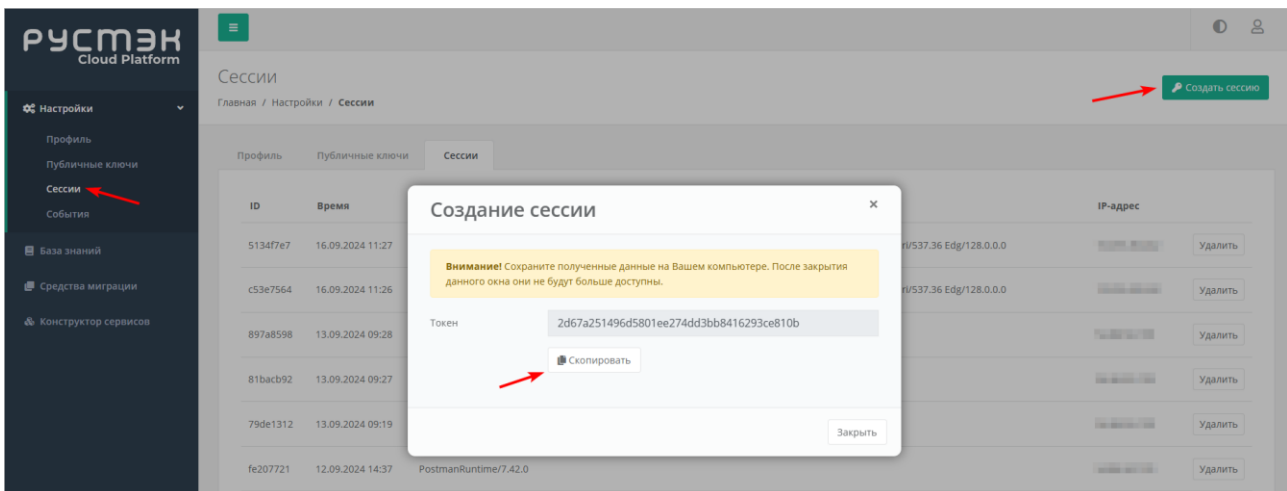 РУСТЭК
Cloud Platform
Настройки
Профиль
Публичные ключи
Сессии
События
База знаний
Средства миграции
Конструктор сервисов
Сессии
Главная / Настройки / Сессии
Создать сессию
Профиль Публичные ключи Сессии
ID Время IP-адрес
5134f7e7 16.09.2024 11:27 ri/537.36 Edg/128.0.0.0 Удалить
c53e7564 16.09.2024 11:26 ri/537.36 Edg/128.0.0.0 Удалить
897a8598 13.09.2024 09:28 Удалить
81bacb92 13.09.2024 09:27 Удалить
79de1312 13.09.2024 09:19 Удалить
fe207721 12.09.2024 14:37 PostmanRuntime/7.42.0 Удалить
Создание сессии
×
Внимание! Сохраните полученные данные на Вашем компьютере. После закрытия
данного окна они не будут больше доступны.
Токен 2d67a251496d5801ee274dd3bb8416293ce810b
Скопировать
Закрыть